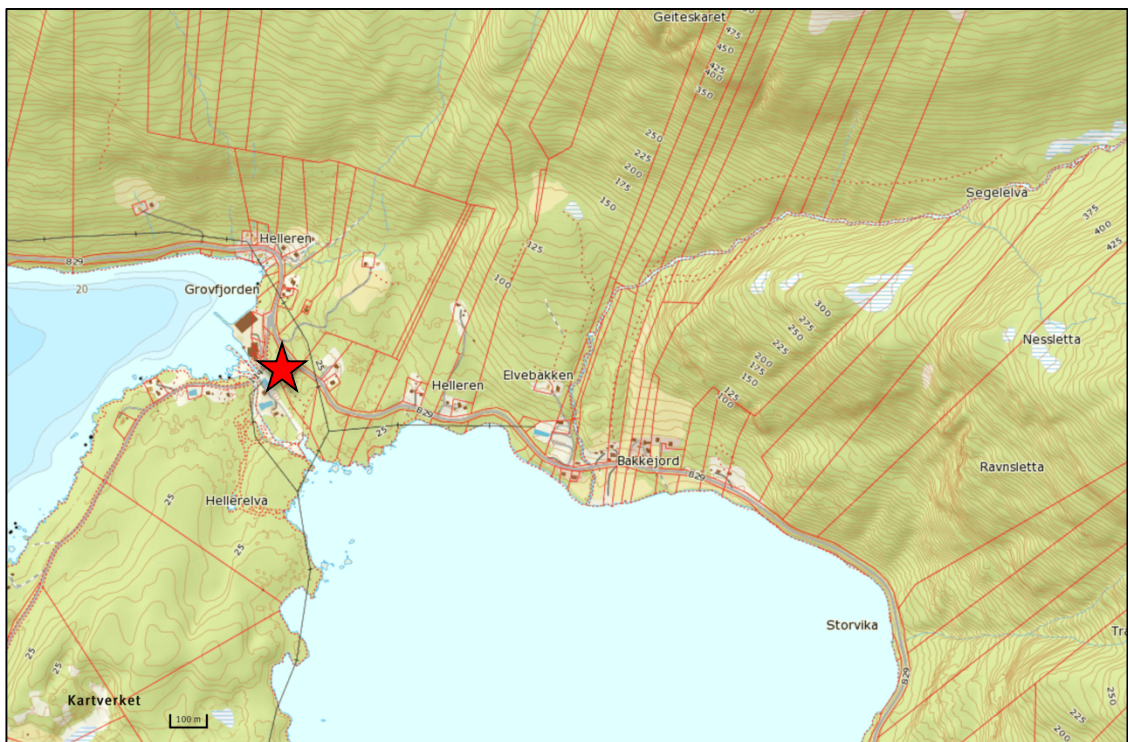 Geiteskaret
475
450
425
400
350
250
225
200
175
150
Segelelva
375
400
425
125
100
Helleren
829
20
Grovfjorden
300
275
250
225
200
175
150
125
100
Nessletta
25
Helleren
Elvebakken
829
25
Bakkejord
829
Ravnsletta
25
Hellerelva
25
Storvika
Tr
829
25
25
Kartverket
100 m
250
225
200